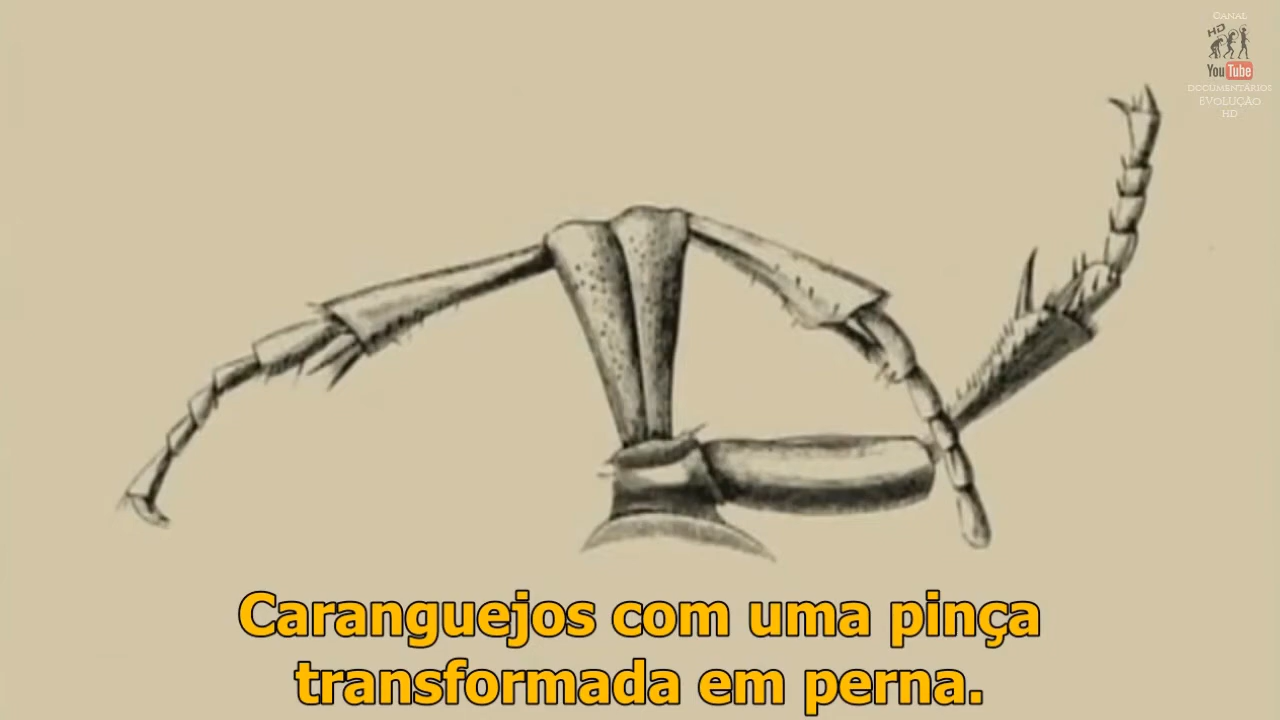 Canal
HD
YouTube
Documentários
Evolução
HD
Caranguejos com uma pinça
transformada em perna.